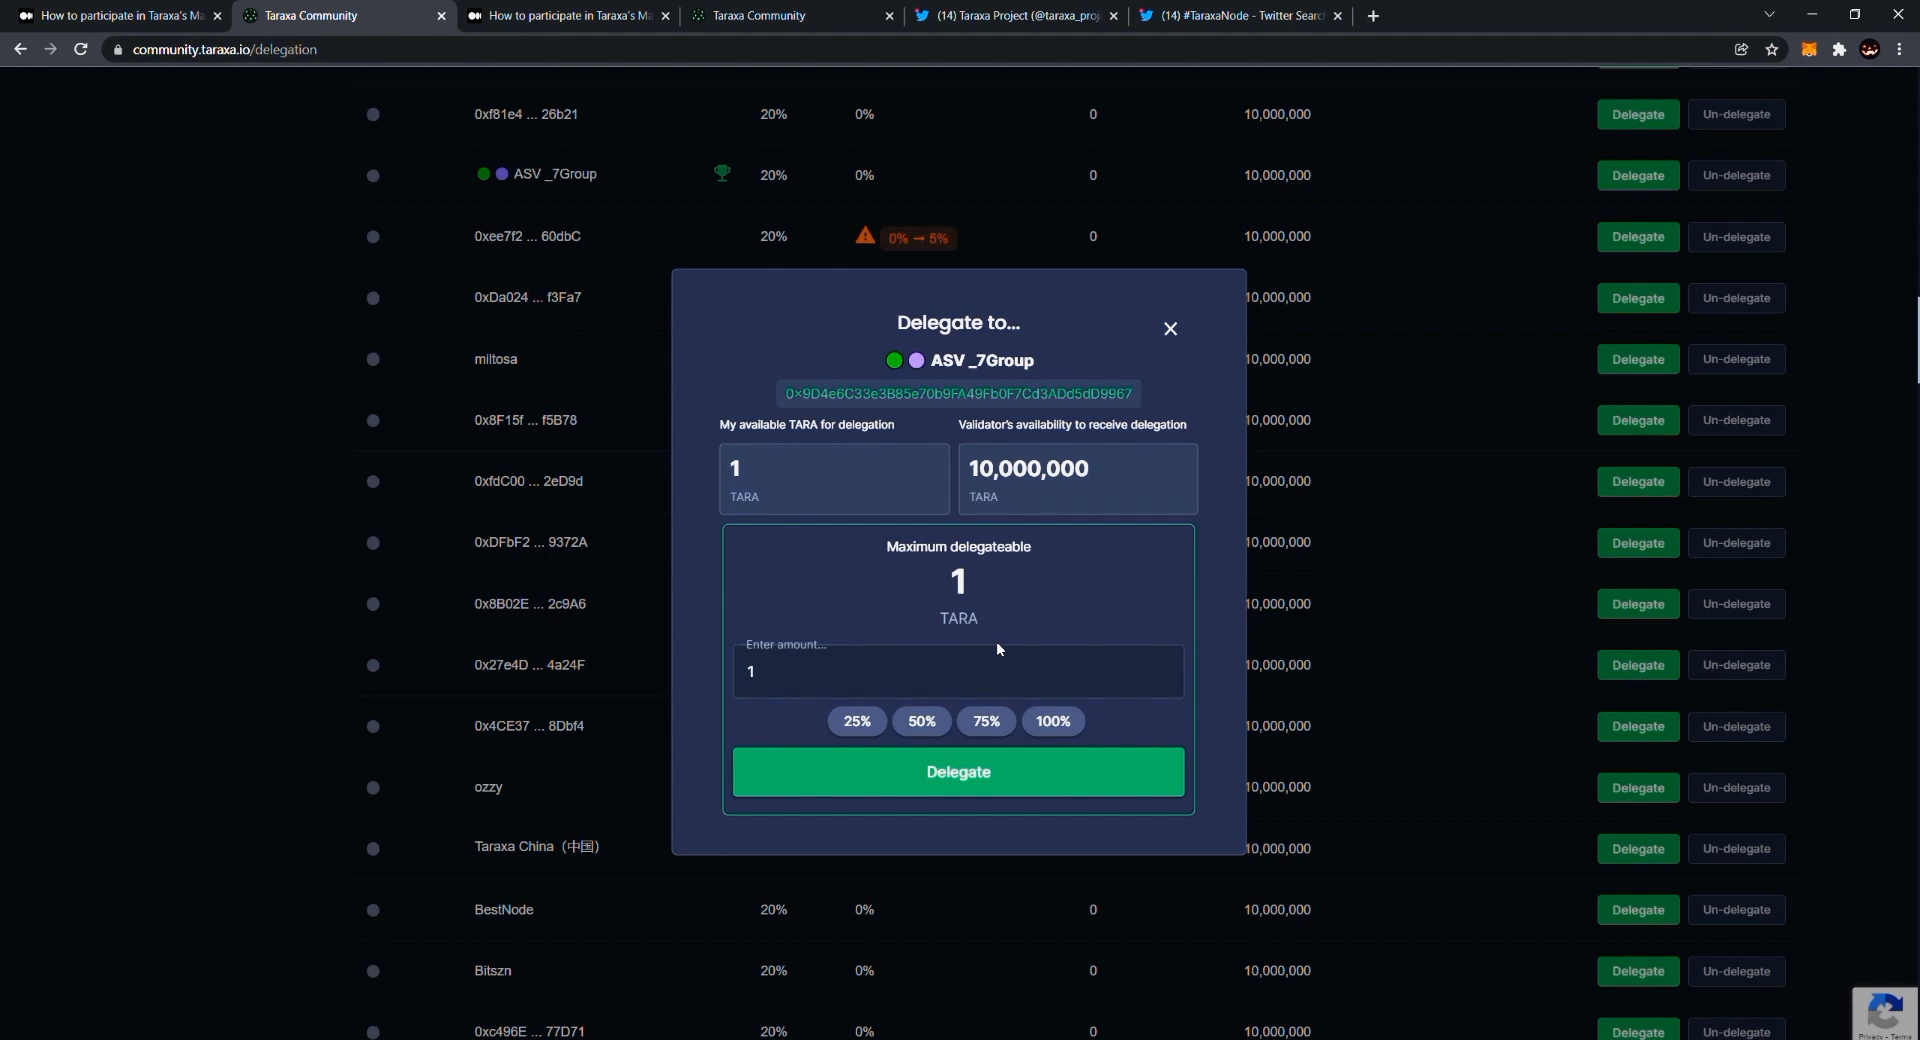 How to participate in Taraxa's Ma
Taraxa Community
How to participate in Taraxa's Ma
Taraxa Community
(14) Taraxa Project (@taraxa_proj
(14) #TaraxaNode - Twitter Searc
community.taraxa.io/delegation
0xf81e4 ... 26b21 20% 0% 0 10,000,000 Delegate Un-delegate
ASV _7Group 20% 0% 0 10,000,000 Delegate Un-delegate
0xee7f2 ... 60dbC 20% 0% → 5% 0 10,000,000 Delegate Un-delegate
0xDa024 ... f3Fa7 10,000,000 Delegate Un-delegate
miltosa 10,000,000 Delegate Un-delegate
0x8F15f ... f5B78 10,000,000 Delegate Un-delegate
0xfdC00 ... 2eD9d 10,000,000 Delegate Un-delegate
0xDFbF2 ... 9372A 10,000,000 Delegate Un-delegate
0x8B02E ... 2c9A6 10,000,000 Delegate Un-delegate
0x27e4D ... 4a24F 10,000,000 Delegate Un-delegate
0x4CE37 ... 8Dbf4 10,000,000 Delegate Un-delegate
ozzy 10,000,000 Delegate Un-delegate
Taraxa China (中国) 10,000,000 Delegate Un-delegate
BestNode 20% 0% 0 10,000,000 Delegate Un-delegate
Bitszn 20% 0% 0 10,000,000 Delegate Un-delegate
0xc496E ... 77D71 20% 0% 0 10,000,000 Delegate Un-delegate
Delegate to...
ASV _7Group
0x9D4e6C33e3B85e70b9FA49Fb0F7Cd3ADd5dD9967
My available TARA for delegation
Validator's availability to receive delegation
1
TARA
10,000,000
TARA
Maximum delegateable
1
TARA
Enter amount...
1
25% 50% 75% 100%
Delegate
Privacy - Terms